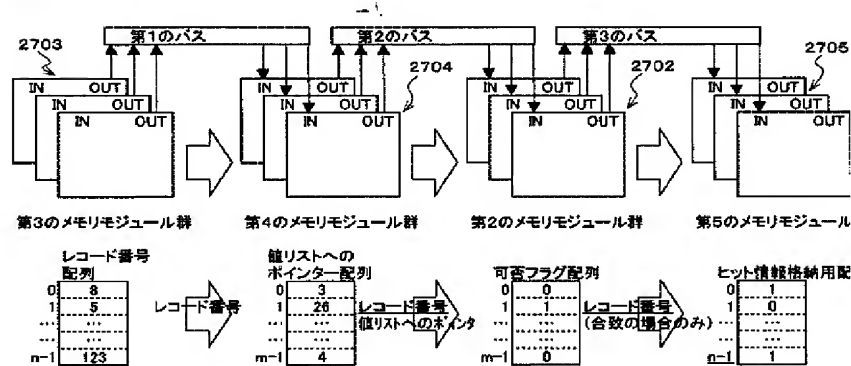 第1のバス
第2のバス
第3のバス
2703
2704
2702
2705
IN OUT
IN OUT
IN OUT
IN OUT
IN OUT
IN OUT
IN OUT
IN OUT
IN OUT
IN OUT
IN OUT
IN OUT
第3のメモリモジュール群
第4のメモリモジュール群
第2のメモリモジュール群
第5のメモリモジュール
レコード番号
配列
0 8
1 5
... ...
... ...
n-1 123
レコード番号
値リストへの
ポインター配列
0 3
1 26
... ...
... ...
m-1 4
レコード番号
値リストへのポインタ
可否フラグ配列
0 0
1 1
... ...
... ...
m-1 0
レコード番号
(合致の場合のみ)
ヒット情報格納用配
0 1
1 0
... ...
... ...
n-1 1